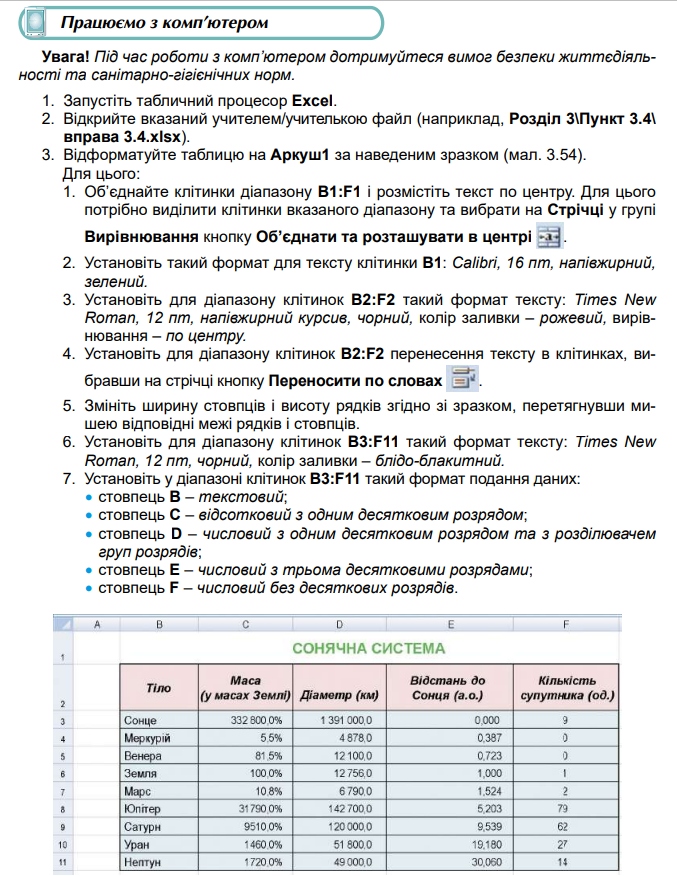 Працюємо з комп’ютером
Увага! Під час роботи з комп’ютером дотримуйтеся вимог безпеки життєдіяль-
ності та санітарно-гігієнічних норм.
1. Запустіть табличний процесор Excel.
2. Відкрийте вказаний учителем/учителькою файл (наприклад, Розділ 3\Пункт 3.4\
вправа 3.4.xlsx).
3. Відформатуйте таблицю на Аркуш1 за наведеним зразком (мал. 3.54).
Для цього:
1. Об’єднайте клітинки діапазону B1:F1 і розмістіть текст по центру. Для цього
потрібно виділити клітинки вказаного діапазону та вибрати на Стрічці у групі
Вирівнювання кнопку Об’єднати та розташувати в центрі a.
2. Установіть такий формат для тексту клітинки B1: Calibri, 16 пт, напівжирний,
зелений.
3. Установіть для діапазону клітинок B2:F2 такий формат тексту: Times New
Roman, 12 пт, напівжирний курсив, чорний, колір заливки – рожевий, вирів-
нювання – по центру.
4. Установіть для діапазону клітинок B2:F2 перенесення тексту в клітинках, ви-
бравши на стрічці кнопку Переносити по словах.
5. Змініть ширину стовпців і висоту рядків згідно зі зразком, перетягнувши ми-
шею відповідні межі рядків і стовпців.
6. Установіть для діапазону клітинок B3:F11 такий формат тексту: Times New
Roman, 12 пт, чорний, колір заливки – блідо-блакитний.
7. Установіть у діапазоні клітинок B3:F11 такий формат подання даних:
• стовпець B – текстовий;
• стовпець C – відсотковий з одним десятковим розрядом;
• стовпець D – числовий з одним десятковим розрядом та з розділювачем
груп розрядів;
• стовпець E – числовий з трьома десятковими розрядами;
• стовпець F – числовий без десяткових розрядів.
A B C D E F
1 СОНЯЧНА СИСТЕМА
2 Тіло Маса (у масах Землі) Діаметр (км) Відстань до Сонця (а.о.) Кількість супутника (од.)
3 Сонце 332 800,0% 1 391 000,0 0,000 9
4 Меркурій 5,5% 4 878,0 0,387 0
5 Венера 81,5% 12 100,0 0,723 0
6 Земля 100,0% 12 756,0 1,000 1
7 Марс 10,8% 6 790,0 1,524 2
8 Юпітер 31790,0% 142 700,0 5,203 79
9 Сатурн 9510,0% 120 000,0 9,539 62
10 Уран 1460,0% 51 800,0 19,180 27
11 Нептун 1720,0% 49 000,0 30,060 14